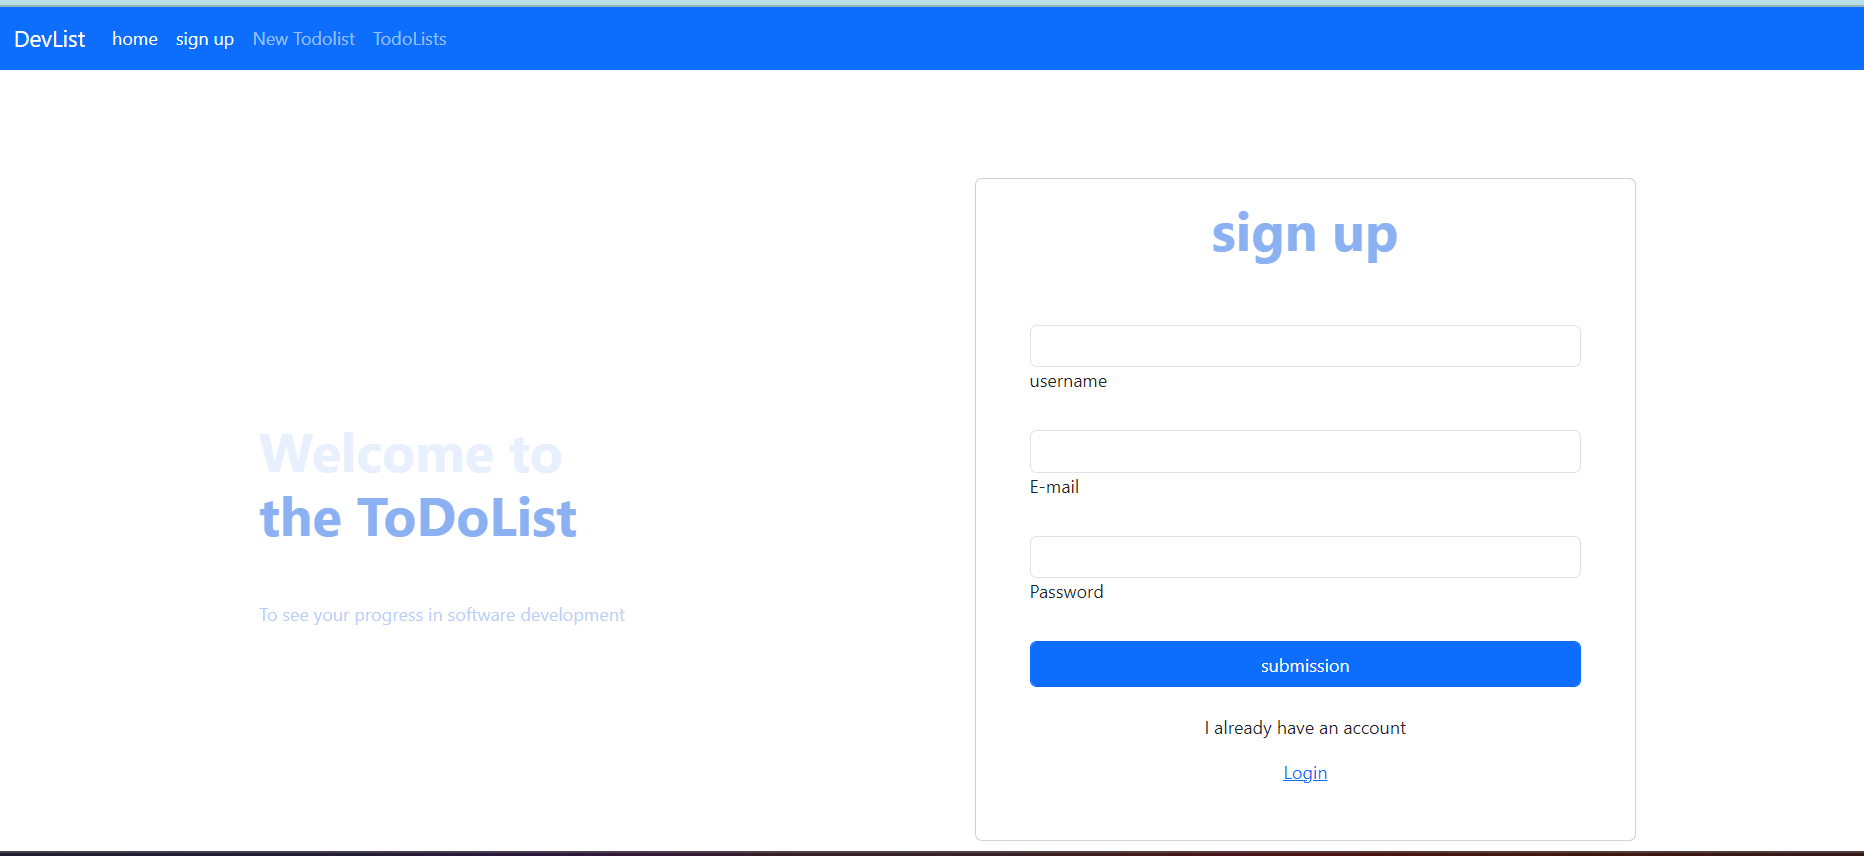 DevList home sign up New Todolist TodoLists
Welcome to
the ToDoList
To see your progress in software development
sign up
username
E-mail
Password
submission
I already have an account
Login